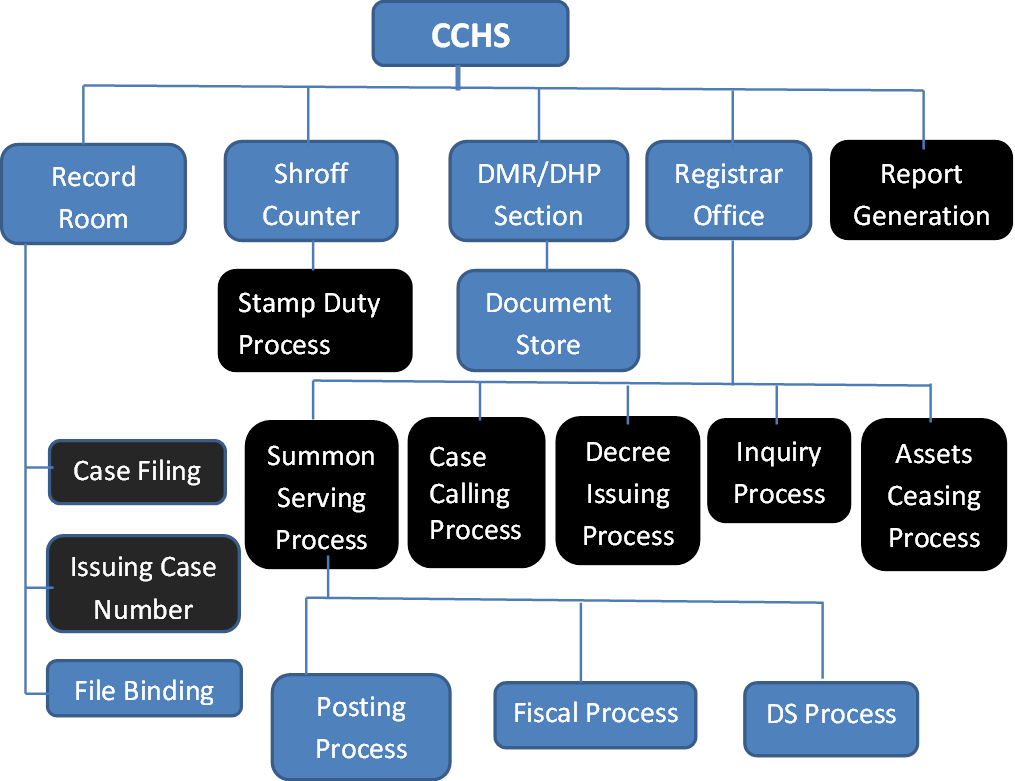 CCHS
Record
Room
Shroff
Counter
DMR/DHP
Section
Registrar
Office
Report
Generation
Stamp Duty
Process
Document
Store
Case Filing
Issuing Case
Number
File Binding
Summon
Serving
Process
Case
Calling
Process
Decree
Issuing
Process
Inquiry
Process
Assets
Ceasing
Process
Posting
Process
Fiscal Process
DS Process